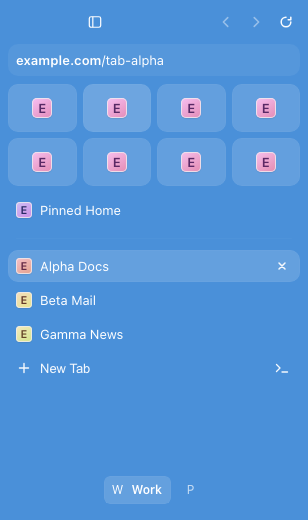 example.com/tab-alpha
E E E E
E E E E
E Pinned Home
E Alpha Docs
E Beta Mail
E Gamma News
New Tab
W Work P